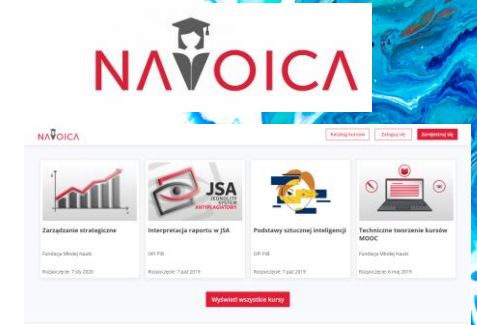 NAVOICA
NAVOICA
Katalog kursów
Zaloguj się
Zarejestruj się
JSA
JEDNOLITY
SYSTEM
ANTYPLAGIATOWY
Zarządzanie strategiczne
Fundacja Młodej Nauki
Rozpoczęcie: 7 sty 2020
Interpretacja raportu w JSA
OPI PIB
Rozpoczęcie: 7 paź 2019
Podstawy sztucznej inteligencji
OPI PIB
Rozpoczęcie: 7 paź 2019
Techniczne tworzenie kursów
MOOC
Fundacja Młodej Nauki
Rozpoczęcie: 6 maj 2019
Wyświetl wszystkie kursy